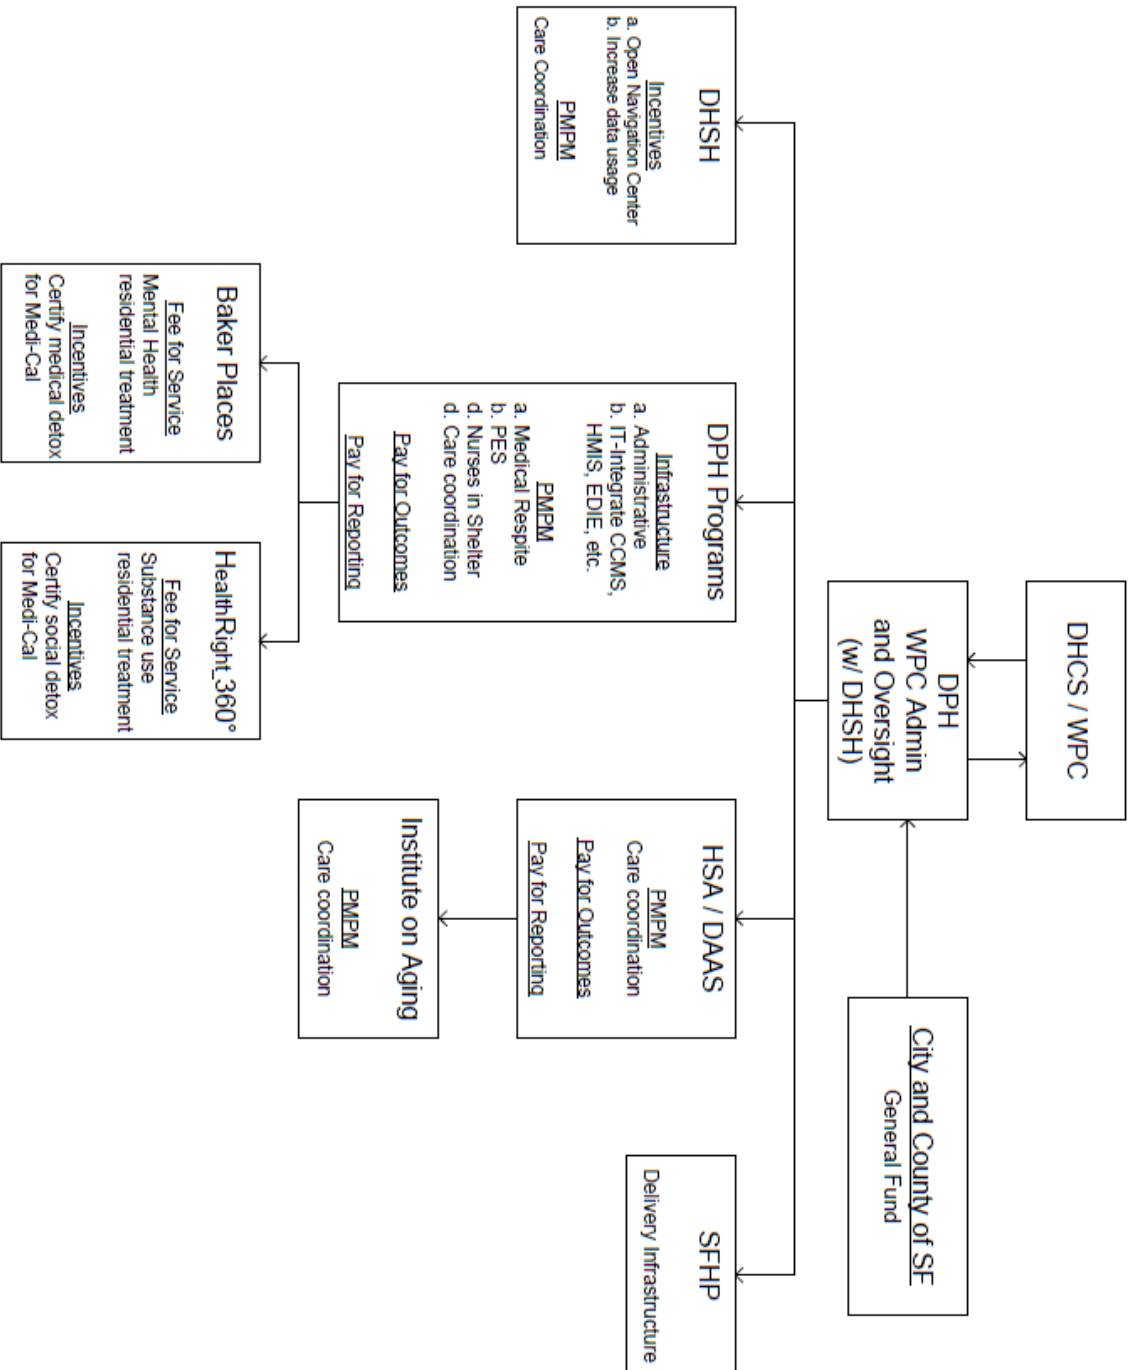 DHCS / WPC
DPH
WPC Admin
and Oversight
(w/ DHSH)
City and County of SF
General Fund
DHSH
Incentives
a. Open Navigation Center
b. Increase data usage
PMPM
Care Coordination
DPH Programs
Infrastructure
a. Administrative
b. IT-Integrate CCMS,
HMIS, EDIE, etc.
PMPM
a. Medical Respite
b. PES
d. Nurses in Shelter
d. Care coordination
Pay for Outcomes
Pay for Reporting
HSA / DAAS
PMPM
Care coordination
Pay for Outcomes
Pay for Reporting
SFHP
Delivery Infrastructure
Baker Places
Fee for Service
Mental Health
residential treatment
Incentives
Certify medical detox
for Medi-Cal
HealthRight_360°
Fee for Service
Substance use
residential treatment
Incentives
Certify social detox
for Medi-Cal
Institute on Aging
PMPM
Care coordination